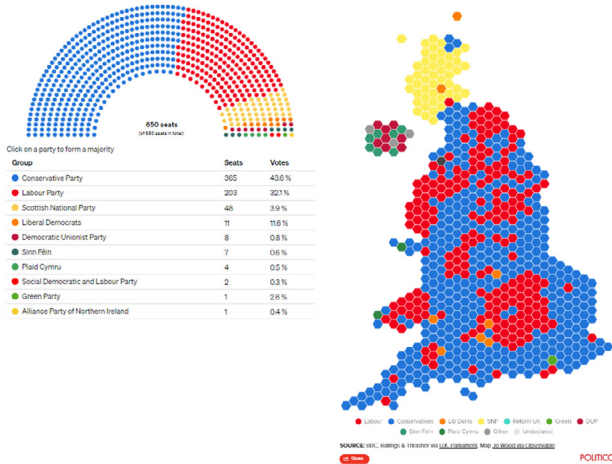 650 seats
(of 650 seats in total)
Click on a party to form a majority
Group Seats Votes
Conservative Party 365 43.6 %
Labour Party 203 32.1 %
Scottish National Party 48 3.9 %
Liberal Democrats 11 11.6 %
Democratic Unionist Party 8 0.8 %
Sinn Féin 7 0.6 %
Plaid Cymru 4 0.5 %
Social Democratic and Labour Party 2 0.3 %
Green Party 1 2.6 %
Alliance Party of Northern Ireland 1 0.4 %
Labour Conservatives Lib Dems SNP Reform UK Green DUP
Sinn Féin Plaid Cymru Other Undeclared
SOURCE: BBC, Rallings & Thrasher via U.K. Parliament, Map Jo Wood via Observable
Share
POLITICO